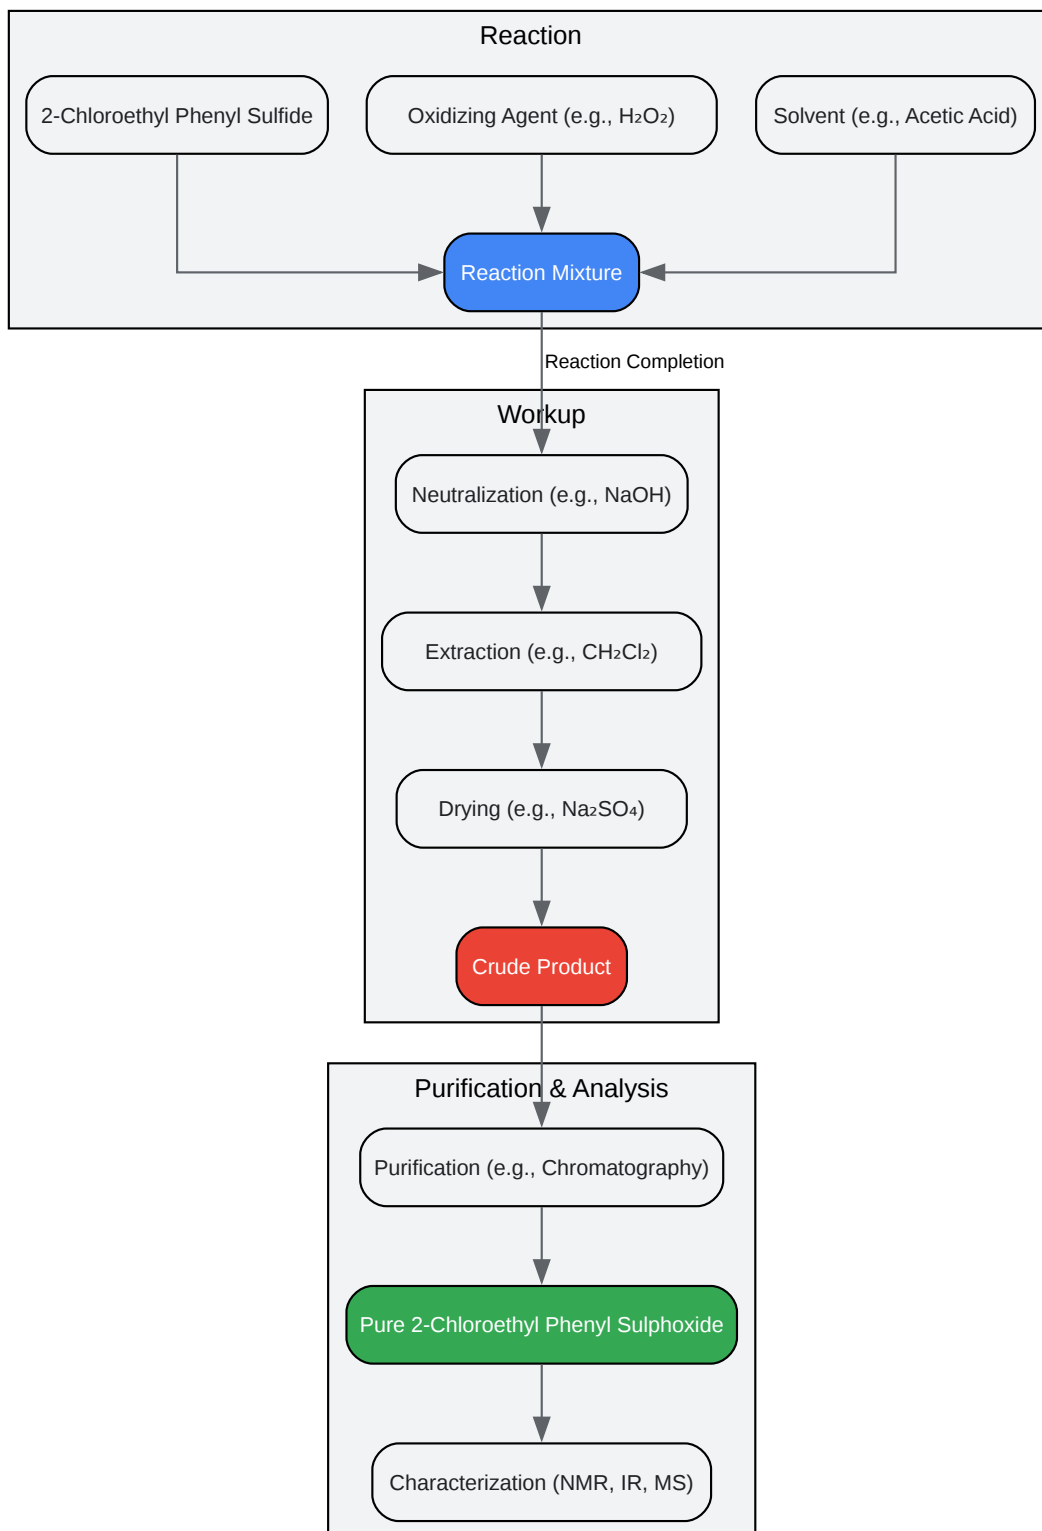 Reaction
2-Chloroethyl Phenyl Sulfide
Oxidizing Agent (e.g., H₂O₂)
Solvent (e.g., Acetic Acid)
Reaction Mixture
Reaction Completion
Workup
Neutralization (e.g., NaOH)
Extraction (e.g., CH₂Cl₂)
Drying (e.g., Na₂SO₄)
Crude Product
Purification & Analysis
Purification (e.g., Chromatography)
Pure 2-Chloroethyl Phenyl Sulphoxide
Characterization (NMR, IR, MS)